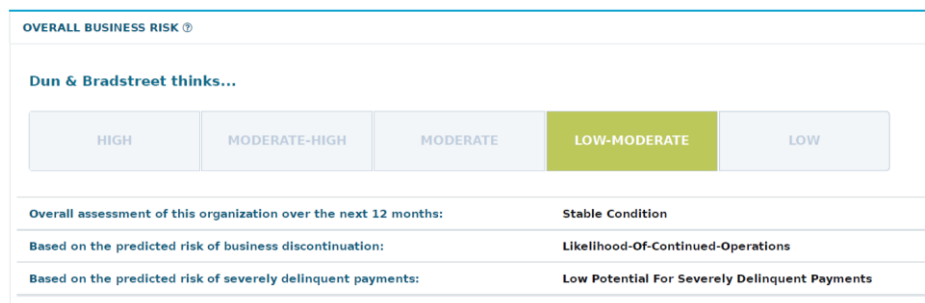 OVERALL BUSINESS RISK ?
Dun & Bradstreet thinks...
HIGH MODERATE-HIGH MODERATE LOW-MODERATE LOW
Overall assessment of this organization over the next 12 months: Stable Condition
Based on the predicted risk of business discontinuation: Likelihood-Of-Continued-Operations
Based on the predicted risk of severely delinquent payments: Low Potential For Severely Delinquent Payments